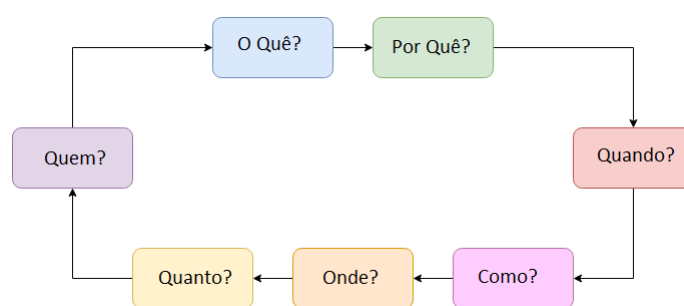 O Quê?
Por Quê?
Quem?
Quando?
Quanto?
Onde?
Como?